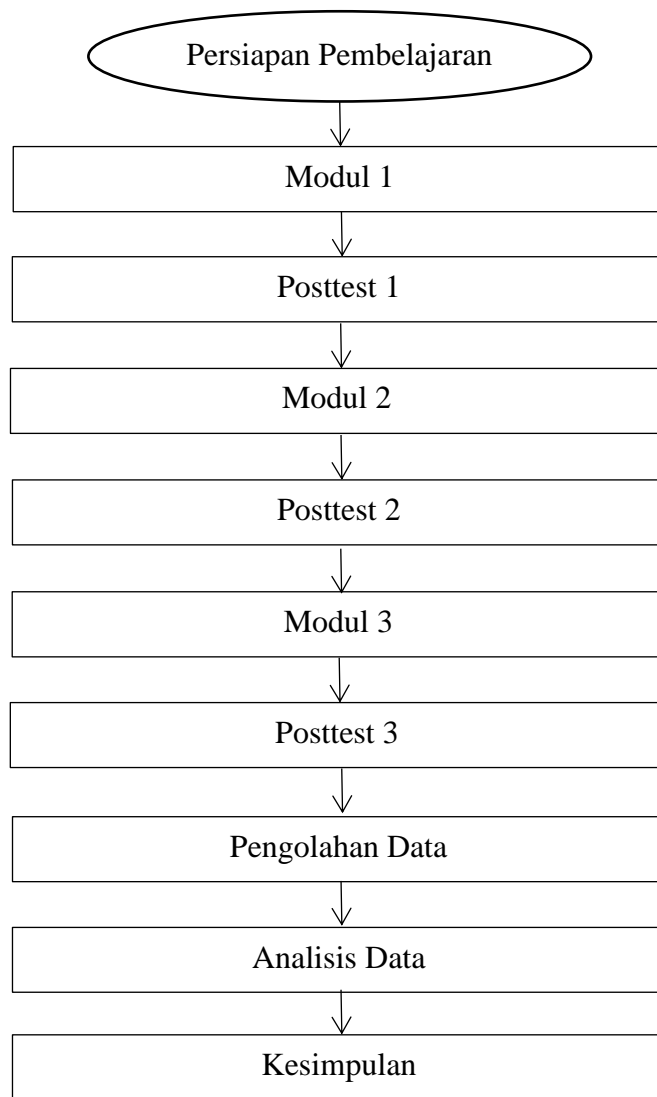 Persiapan Pembelajaran
Modul 1
Posttest 1
Modul 2
Posttest 2
Modul 3
Posttest 3
Pengolahan Data
Analisis Data
Kesimpulan